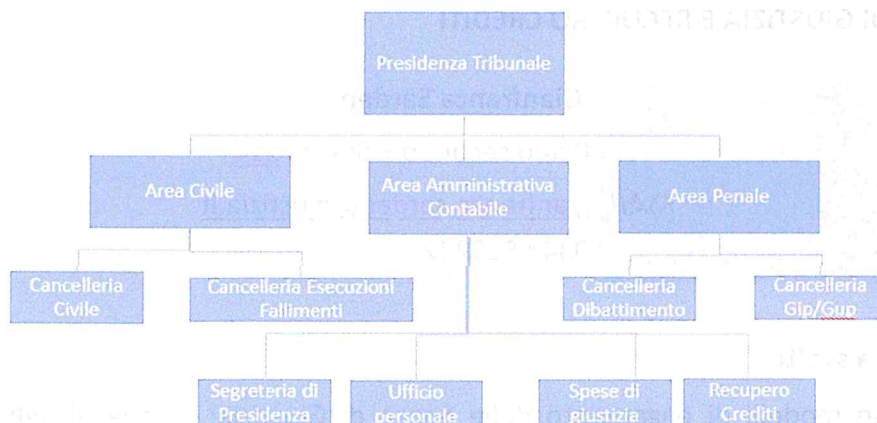 Presidenza Tribunale
Area Civile
Area Amministrativa
Contabile
Area Penale
Cancelleria
Civile
Cancelleria Esecuzioni
Fallimenti
Cancelleria
Dibattimento
Cancelleria
Gip/Gup
Segreteria di
Presidenza
Ufficio
personale
Spese di
giustizia
Recupero
Crediti